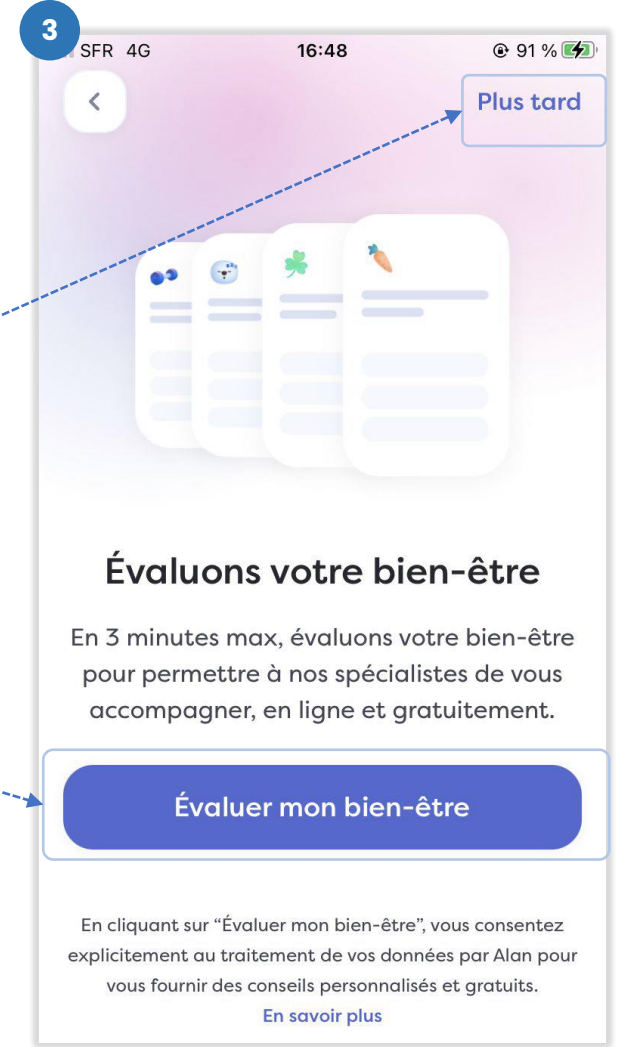 3
SFR 4G 16:48 91 %
Plus tard
Évaluons votre bien-être
En 3 minutes max, évaluons votre bien-être
pour permettre à nos spécialistes de vous
accompagner, en ligne et gratuitement.
Évaluer mon bien-être
En cliquant sur “Évaluer mon bien-être”, vous consentez
explicitement au traitement de vos données par Alan pour
vous fournir des conseils personnalisés et gratuits.
En savoir plus